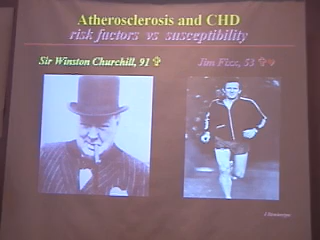 Atherosclerosis and CHD
risk factors vs susceptibility
Sir Winston Churchill, 91 ✞
Jim Fixx, 53 ✞♥